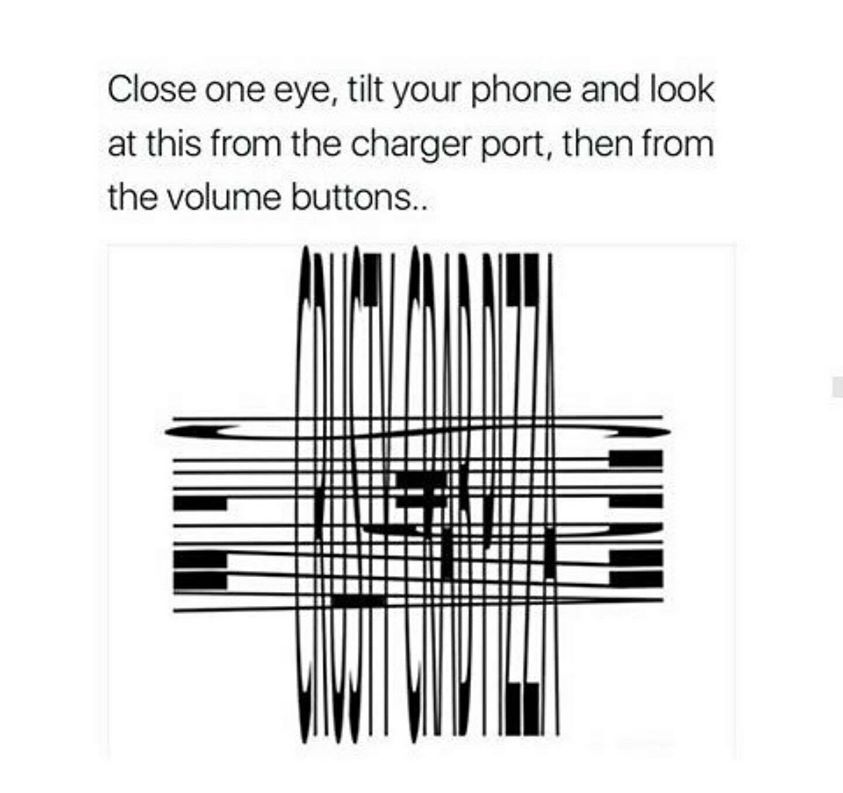 Close one eye, tilt your phone and look
at this from the charger port, then from
the volume buttons..